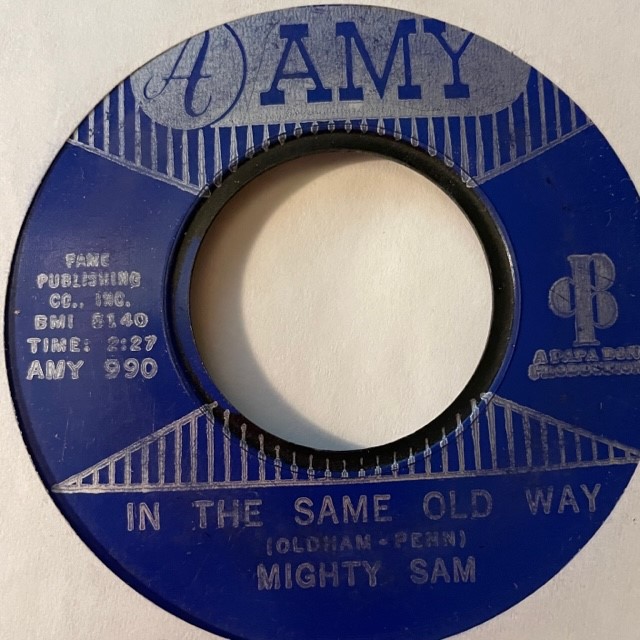 A AMY
FAME
PUBLISHING
CO., INC.
BMI 5140
TIME: 2:27
AMY 990
A PAPA DON
PRODUCTION
IN THE SAME OLD WAY
(OLDHAM - PENN)
MIGHTY SAM